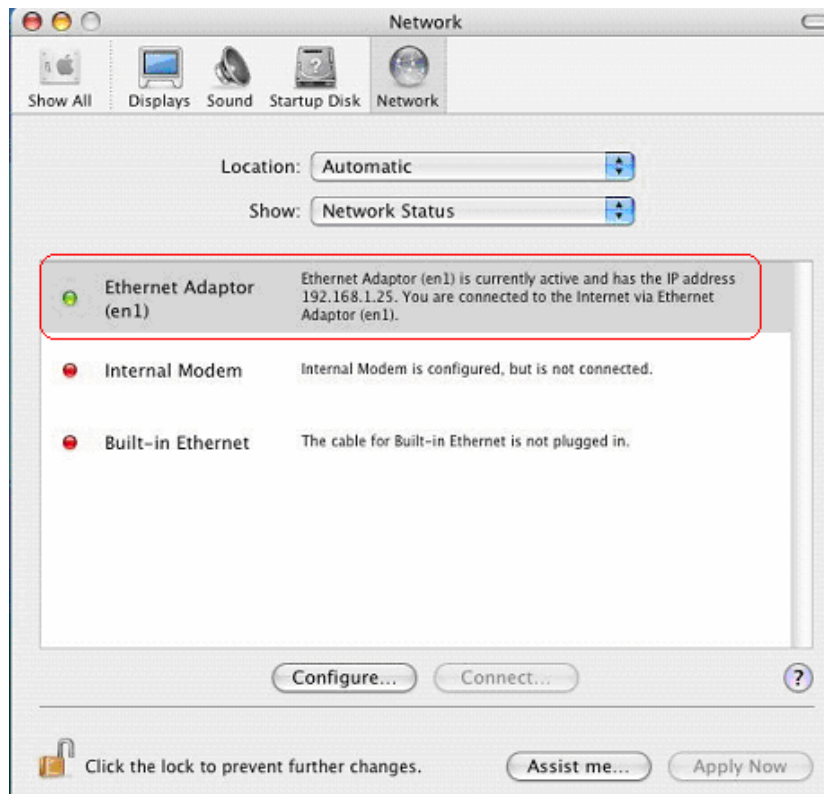 Network
Show All
Displays
Sound
Startup Disk
Network
Location: Automatic
Show: Network Status
Ethernet Adaptor
(en1)
Ethernet Adaptor (en1) is currently active and has the IP address
192.168.1.25. You are connected to the Internet via Ethernet
Adaptor (en1).
Internal Modem
Internal Modem is configured, but is not connected.
Built-in Ethernet
The cable for Built-in Ethernet is not plugged in.
Configure...
Connect...
?
Click the lock to prevent further changes.
Assist me...
Apply Now